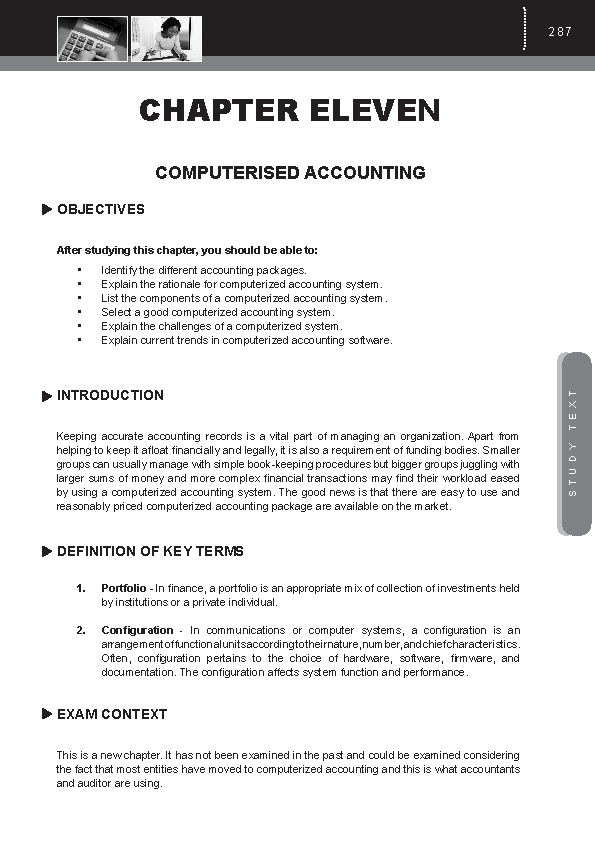 287
CHAPTER ELEVEN
COMPUTERISED ACCOUNTING
OBJECTIVES
After studying this chapter, you should be able to:
• Identify the different accounting packages.
• Explain the rationale for computerized accounting system.
• List the components of a computerized accounting system.
• Select a good computerized accounting system.
• Explain the challenges of a computerized system.
• Explain current trends in computerized accounting software.
INTRODUCTION
Keeping accurate accounting records is a vital part of managing an organization. Apart from
helping to keep it afloat financially and legally, it is also a requirement of funding bodies. Smaller
groups can usually manage with simple book-keeping procedures but bigger groups juggling with
larger sums of money and more complex financial transactions may find their workload eased
by using a computerized accounting system. The good news is that there are easy to use and
reasonably priced computerized accounting package are available on the market.
STUDY TEXT
DEFINITION OF KEY TERMS
1. Portfolio - In finance, a portfolio is an appropriate mix of collection of investments held
by institutions or a private individual.
2. Configuration - In communications or computer systems, a configuration is an
arrangement of functional units according to their nature, number, and chief characteristics.
Often, configuration pertains to the choice of hardware, software, firmware, and
documentation. The configuration affects system function and performance.
EXAM CONTEXT
This is a new chapter. It has not been examined in the past and could be examined considering
the fact that most entities have moved to computerized accounting and this is what accountants
and auditor are using.